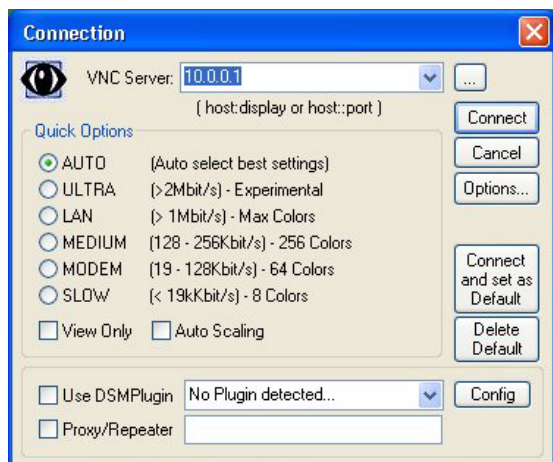 Connection
VNC Server: 10.0.0.1
...
( host:display or host::port )
Connect
Quick Options
Cancel
AUTO (Auto select best settings)
ULTRA (>2Mbit/s) - Experimental
Options...
LAN (> 1Mbit/s) - Max Colors
MEDIUM (128 - 256Kbit/s) - 256 Colors
MODEM (19 - 128Kbit/s) - 64 Colors
SLOW (< 19kKbit/s) - 8 Colors
Connect
and set as
Default
View Only Auto Scaling
Delete
Default
Use DSMPlugin No Plugin detected... Config
Proxy/Repeater